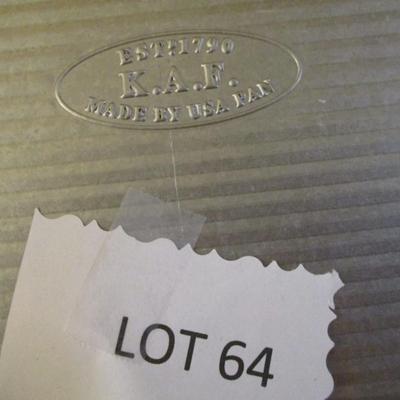 EST:1790
K.A.F.
MADE BY USA PAN
LOT 64